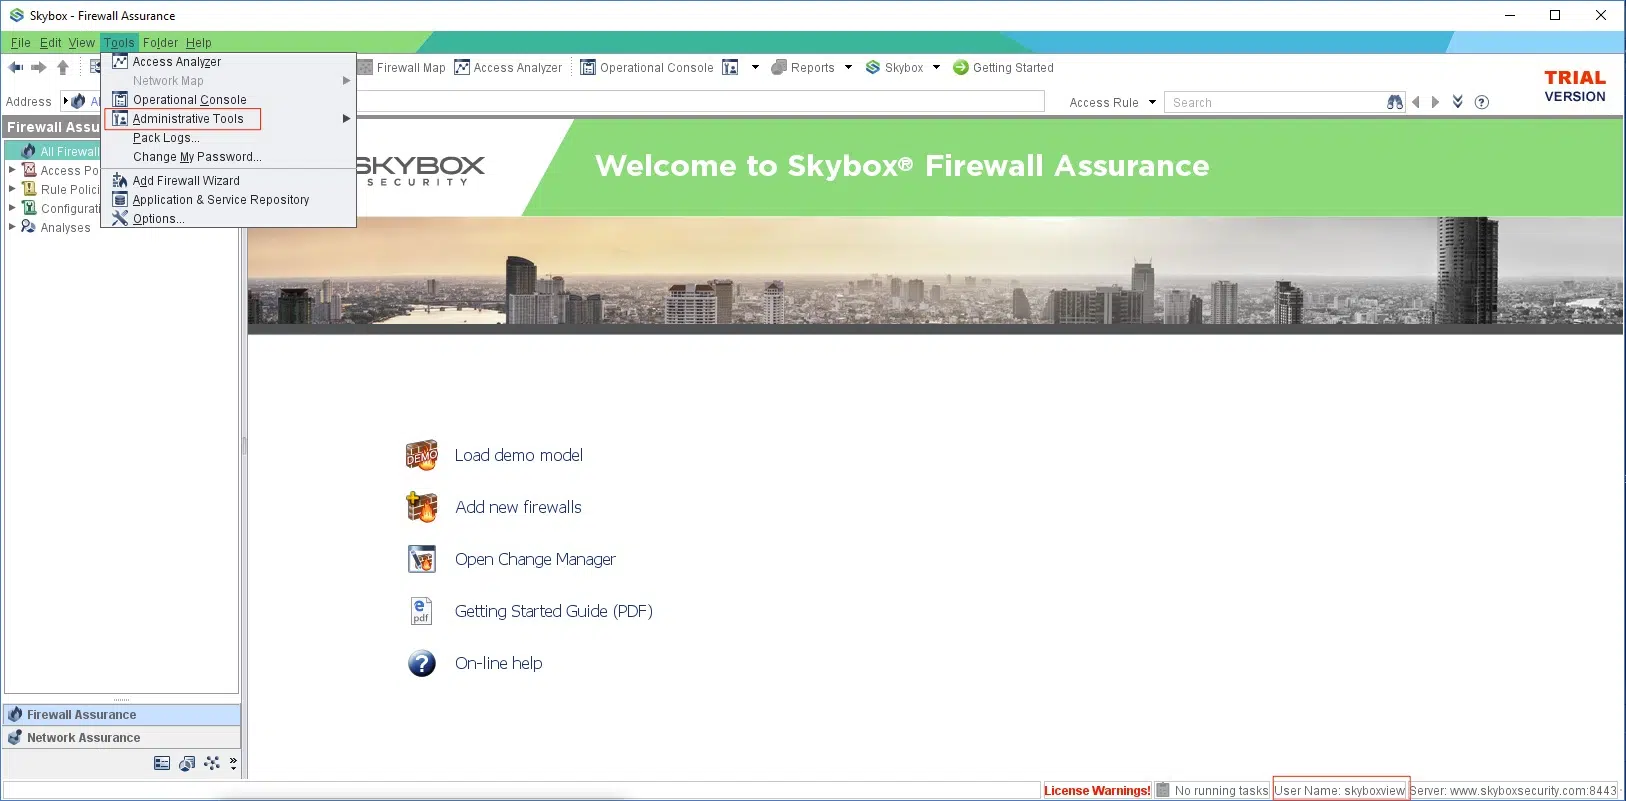 Skybox - Firewall Assurance
File Edit View Tools Folder Help
Firewall Map Access Analyzer Operational Console Reports Skybox Getting Started
TRIAL
VERSION
Address
Access Rule Search
Access Analyzer
Network Map
Operational Console
Administrative Tools
Pack Logs...
Change My Password...
Add Firewall Wizard
Application & Service Repository
Options...
Firewall Assu
All Firewall
Access Po
Rule Polici
Configurati
Analyses
SKYBOX
SECURITY
Welcome to Skybox® Firewall Assurance
DEMO Load demo model
Add new firewalls
Open Change Manager
e
pdf
Getting Started Guide (PDF)
? On-line help
Firewall Assurance
Network Assurance
License Warnings! No running tasks User Name: skyboxview Server: www.skyboxsecurity.com:8443